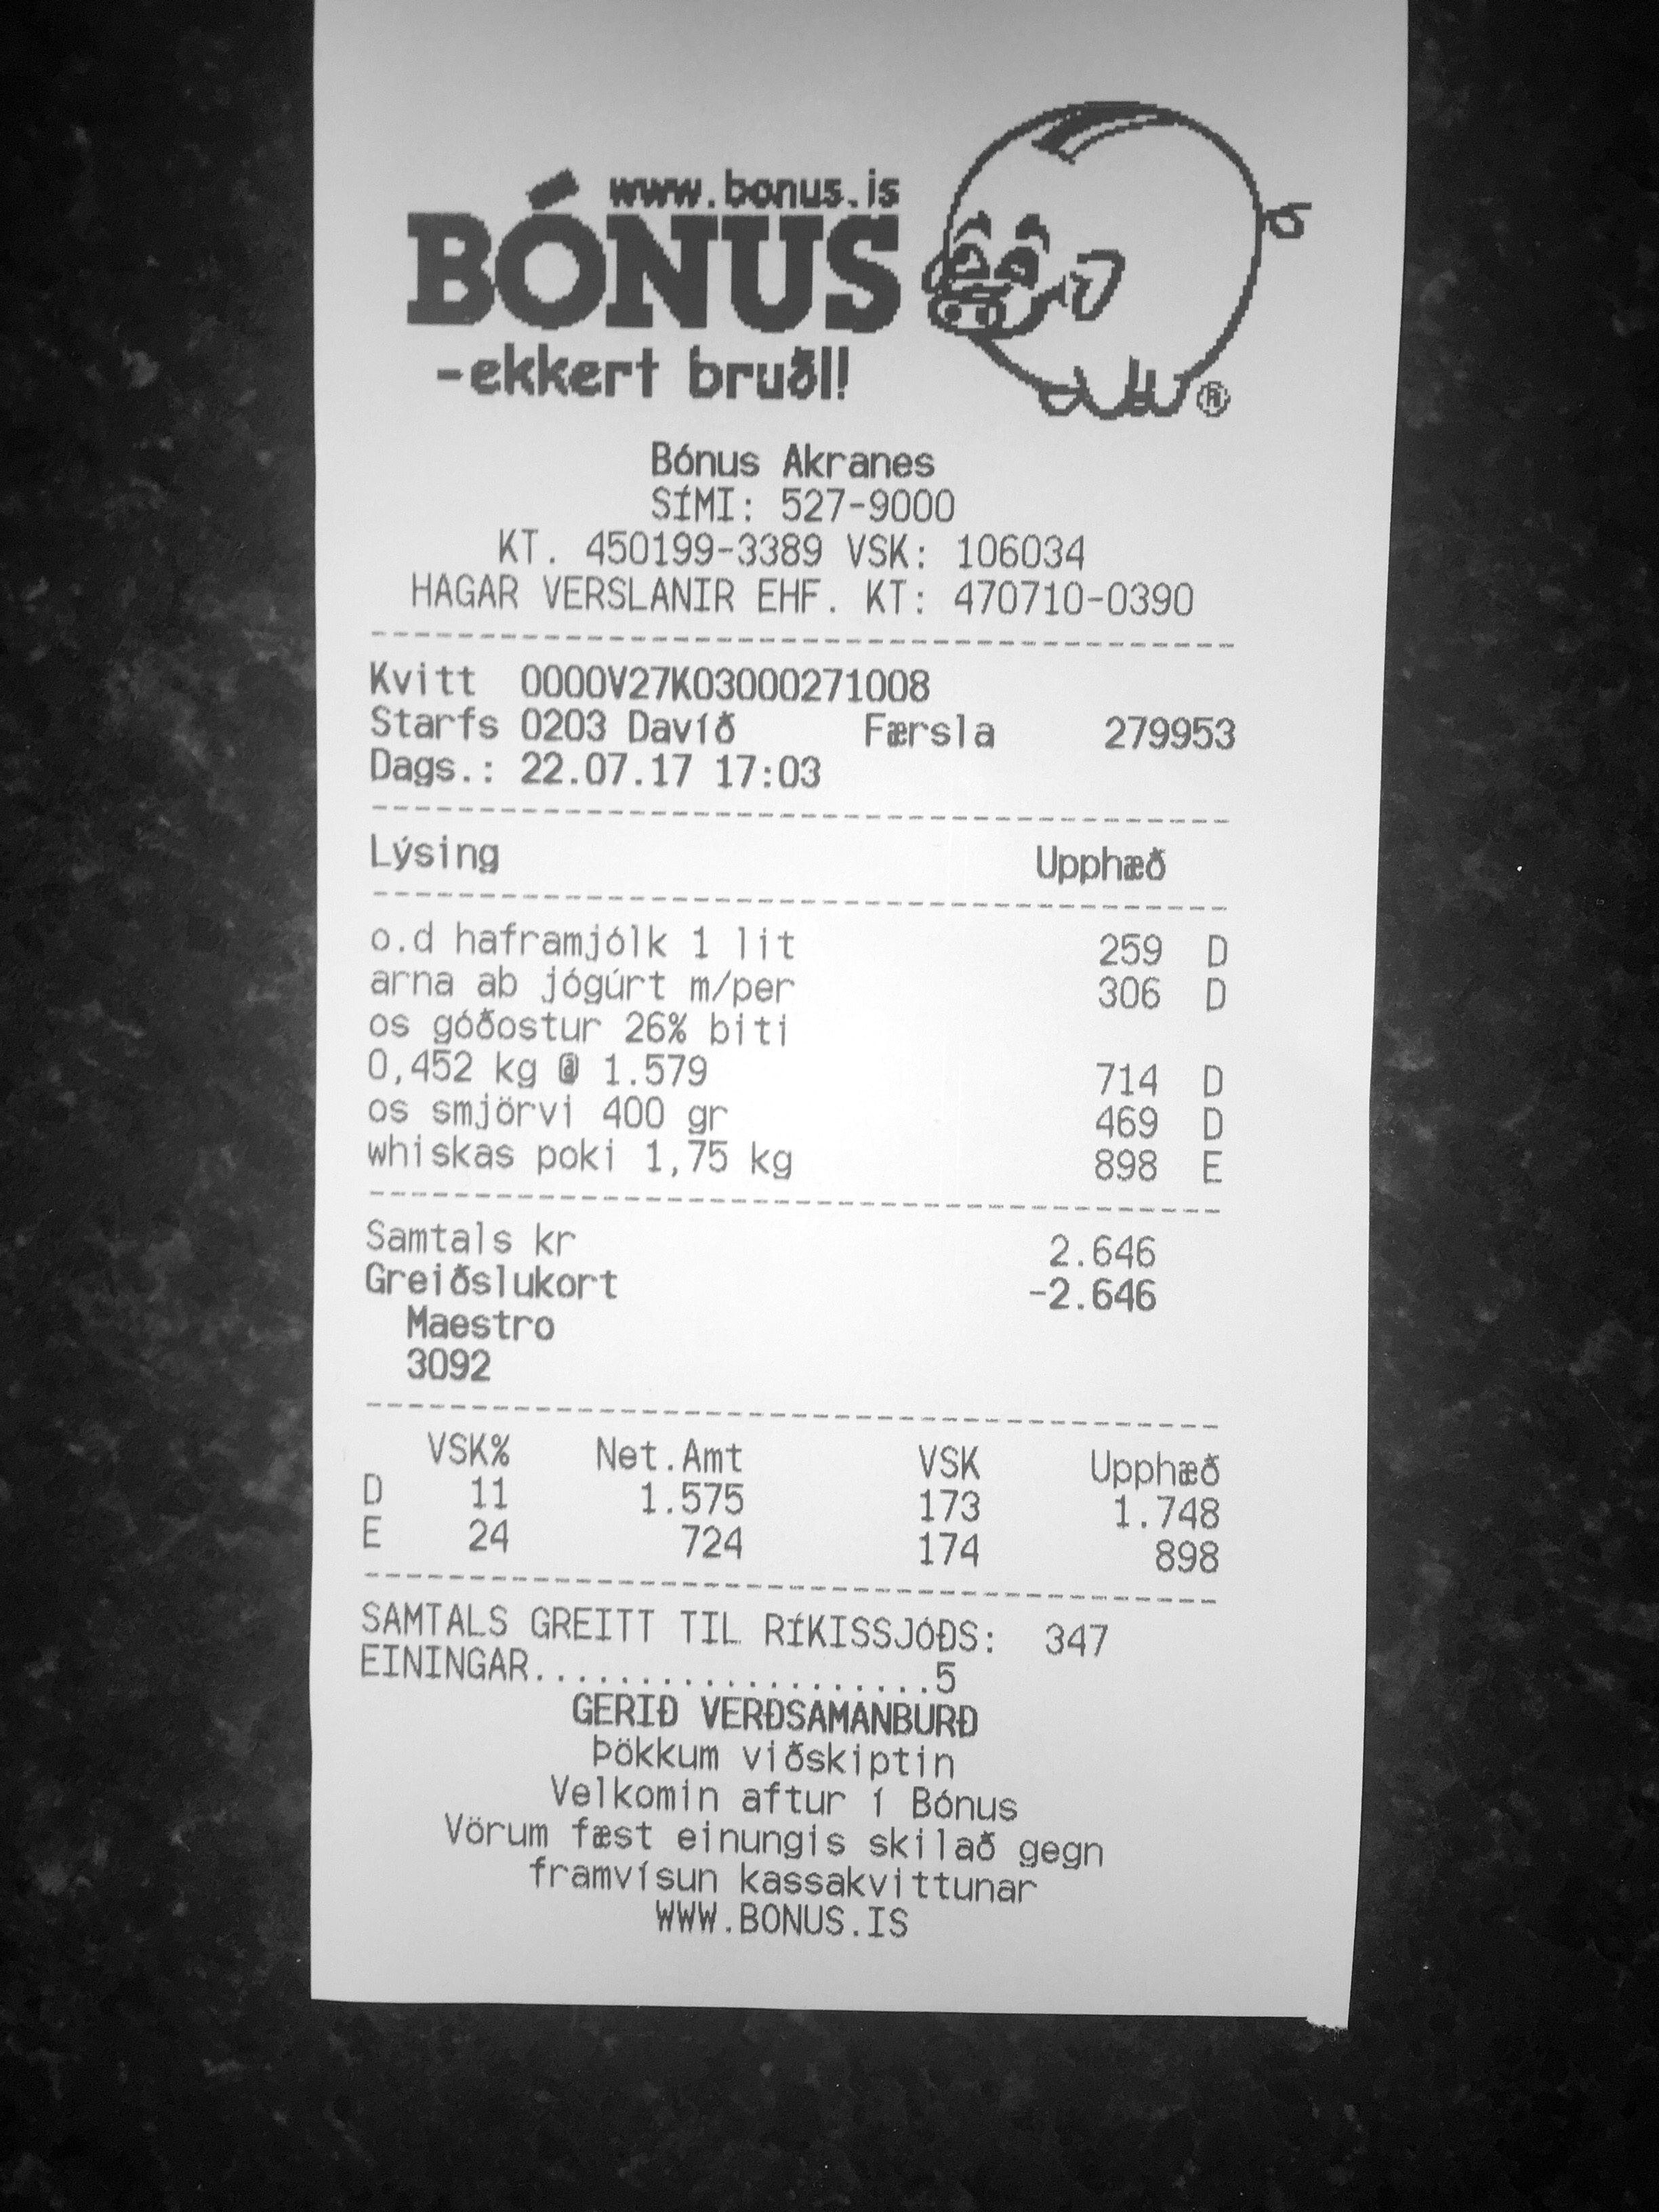 www.bonus.is
BÓNUS
-ekkert bruðl!
®
Bónus Akranes
SÍMI: 527-9000
KT. 450199-3389 VSK: 106034
HAGAR VERSLANIR EHF. KT: 470710-0390
Kvitt 0000V27K03000271008
Starfs 0203 Davíð Færsla 279953
Dags.: 22.07.17 17:03
Lýsing Upphæð
o.d haframjólk 1 lit 259 D
arna ab jógúrt m/per 306 D
os góðostur 26% biti
0,452 kg @ 1.579 714 D
os smjörvi 400 gr 469 D
whiskas poki 1,75 kg 898 E
Samtals kr 2.646
Greiðslukort -2.646
Maestro
3092
VSK% Net.Amt VSK Upphæð
D 11 1.575 173 1.748
E 24 724 174 898
SAMTALS GREITT TIL RÍKISSJÓÐS: 347
EININGAR...................5
GERIÐ VERÐSAMANBURÐ
Þökkum viðskiptin
Velkomin aftur í Bónus
Vörum fæst einungis skilað gegn
framvísun kassakvittunar
WWW.BONUS.IS